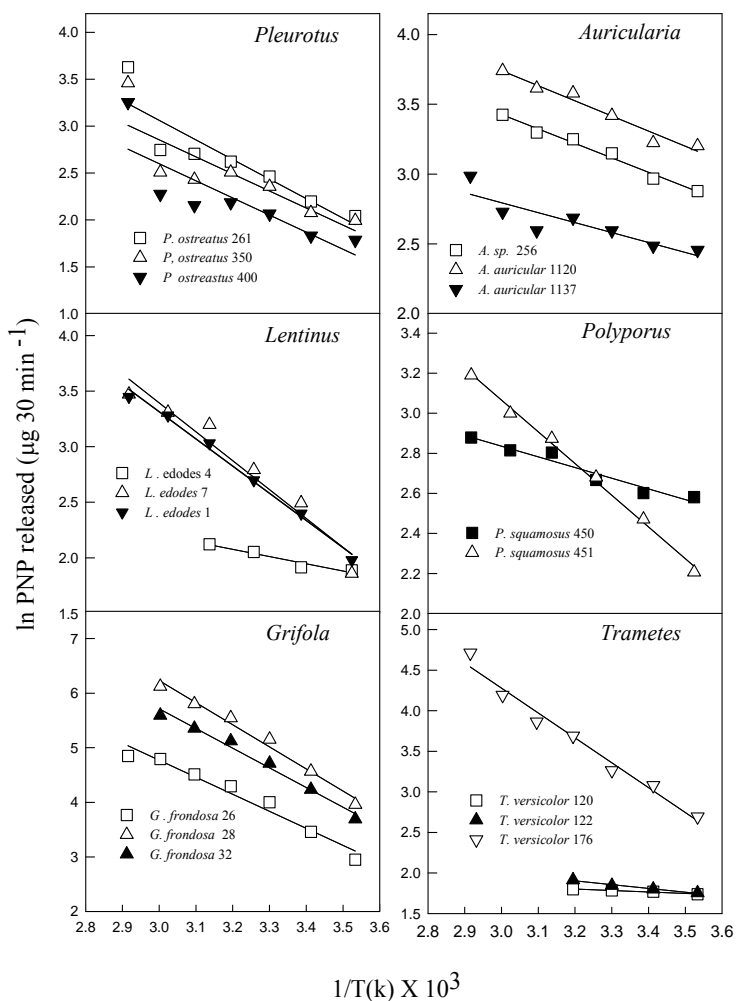 Pleurotus
4.0
3.5
3.0
2.5
2.0
1.5
1.0
P. ostreatus 261
P, ostreatus 350
P ostreastus 400
Auricularia
4.0
3.5
3.0
2.5
2.0
A. sp. 256
A. auricular 1120
A. auricular 1137
Lentinus
3.5
3.0
2.5
2.0
1.5
L . edodes 4
L. edodes 7
L . edodes 1
Polyporus
3.2
3.0
2.8
2.6
2.4
2.2
2.0
P. squamosus 450
P. squamosus 451
Grifola
7
6
5
4
3
2
G . frondosa 26
G. frondosa 28
G. frondosa 32
2.8 2.9 3.0 3.1 3.2 3.3 3.4 3.5 3.6
Trametes
5.0
4.5
4.0
3.5
3.0
2.5
2.0
1.5
T. versicolor 120
T. versicolor 122
T. versicolor 176
2.8 2.9 3.0 3.1 3.2 3.3 3.4 3.5 3.6
ln PNP released (µg 30 min -1)
1/T(k) X 10³